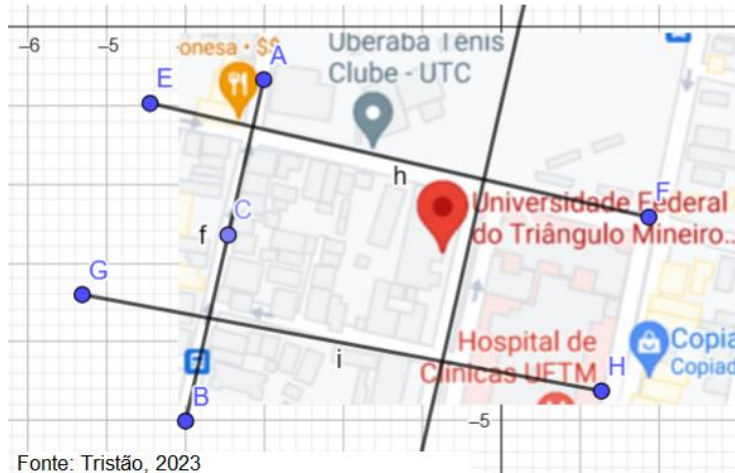 –6
–5
onesa · $$
A
Uberaba Tenis
Clube - UTC
E
h
F
C
f
Universidade Federal
do Triângulo Mineiro...
G
Hospital de
Clínicas UFTM
Copia
Copiad
i
H
B
–5
Fonte: Tristão, 2023